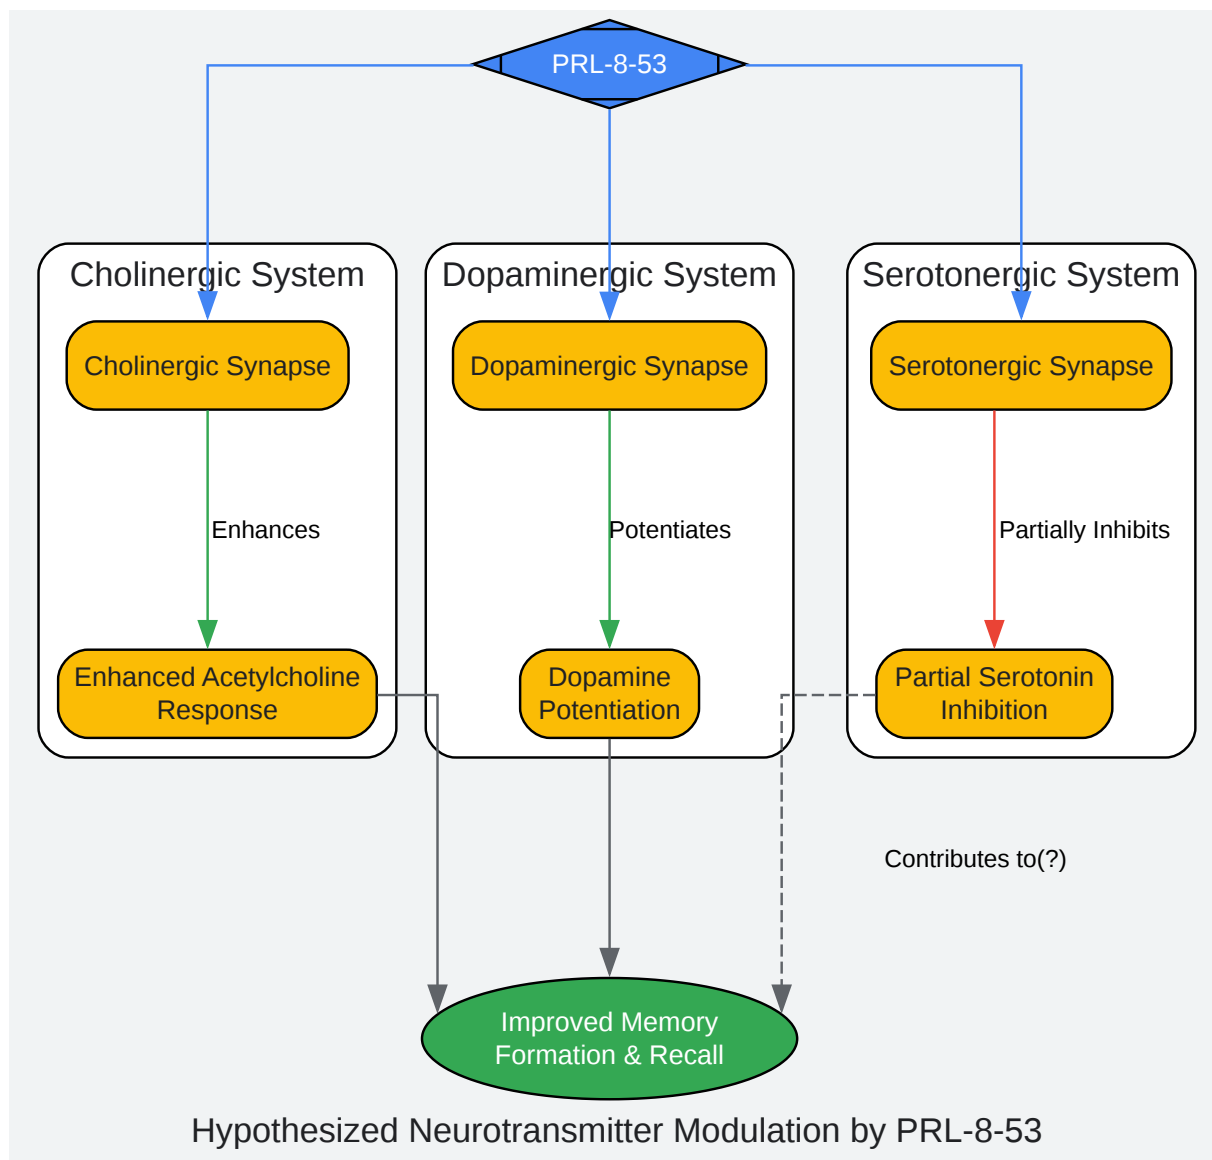 PRL-8-53
Cholinergic System
Dopaminergic System
Serotonergic System
Cholinergic Synapse
Dopaminergic Synapse
Serotonergic Synapse
Enhances
Potentiates
Partially Inhibits
Enhanced Acetylcholine
Response
Dopamine
Potentiation
Partial Serotonin
Inhibition
Contributes to(?)
Improved Memory
Formation & Recall
Hypothesized Neurotransmitter Modulation by PRL-8-53